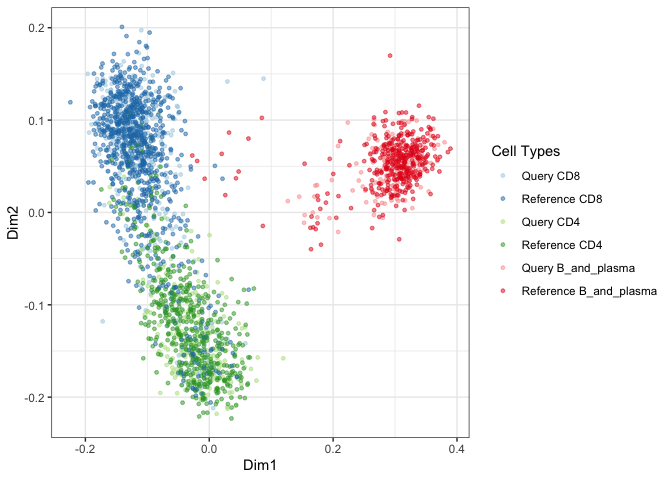 0.2
0.1
0.0
-0.1
-0.2
Dim2
-0.2
0.0
0.2
0.4
Dim1
Cell Types
Query CD8
Reference CD8
Query CD4
Reference CD4
Query B_and_plasma
Reference B_and_plasma